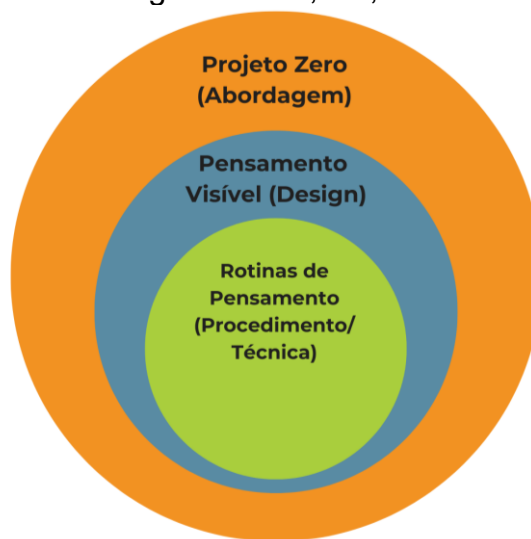 Projeto Zero
(Abordagem)
Pensamento
Visível (Design)
Rotinas de
Pensamento
(Procedimento/
Técnica)